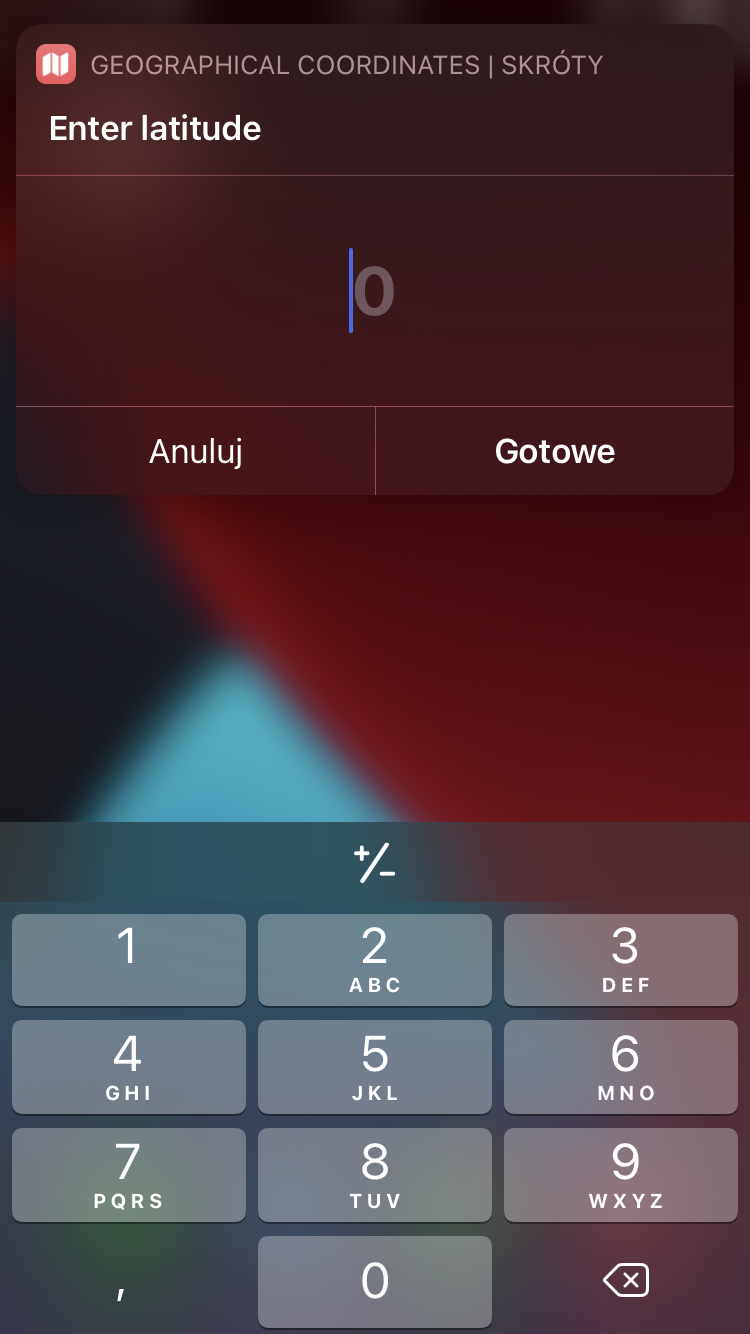 GEOGRAPHICAL COORDINATES | SKRÓTY
Enter latitude
0
Anuluj Gotowe
+/−
1 2 3
ABC DEF
4 5 6
GHI JKL MNO
7 8 9
PQRS TUV WXYZ
, 0